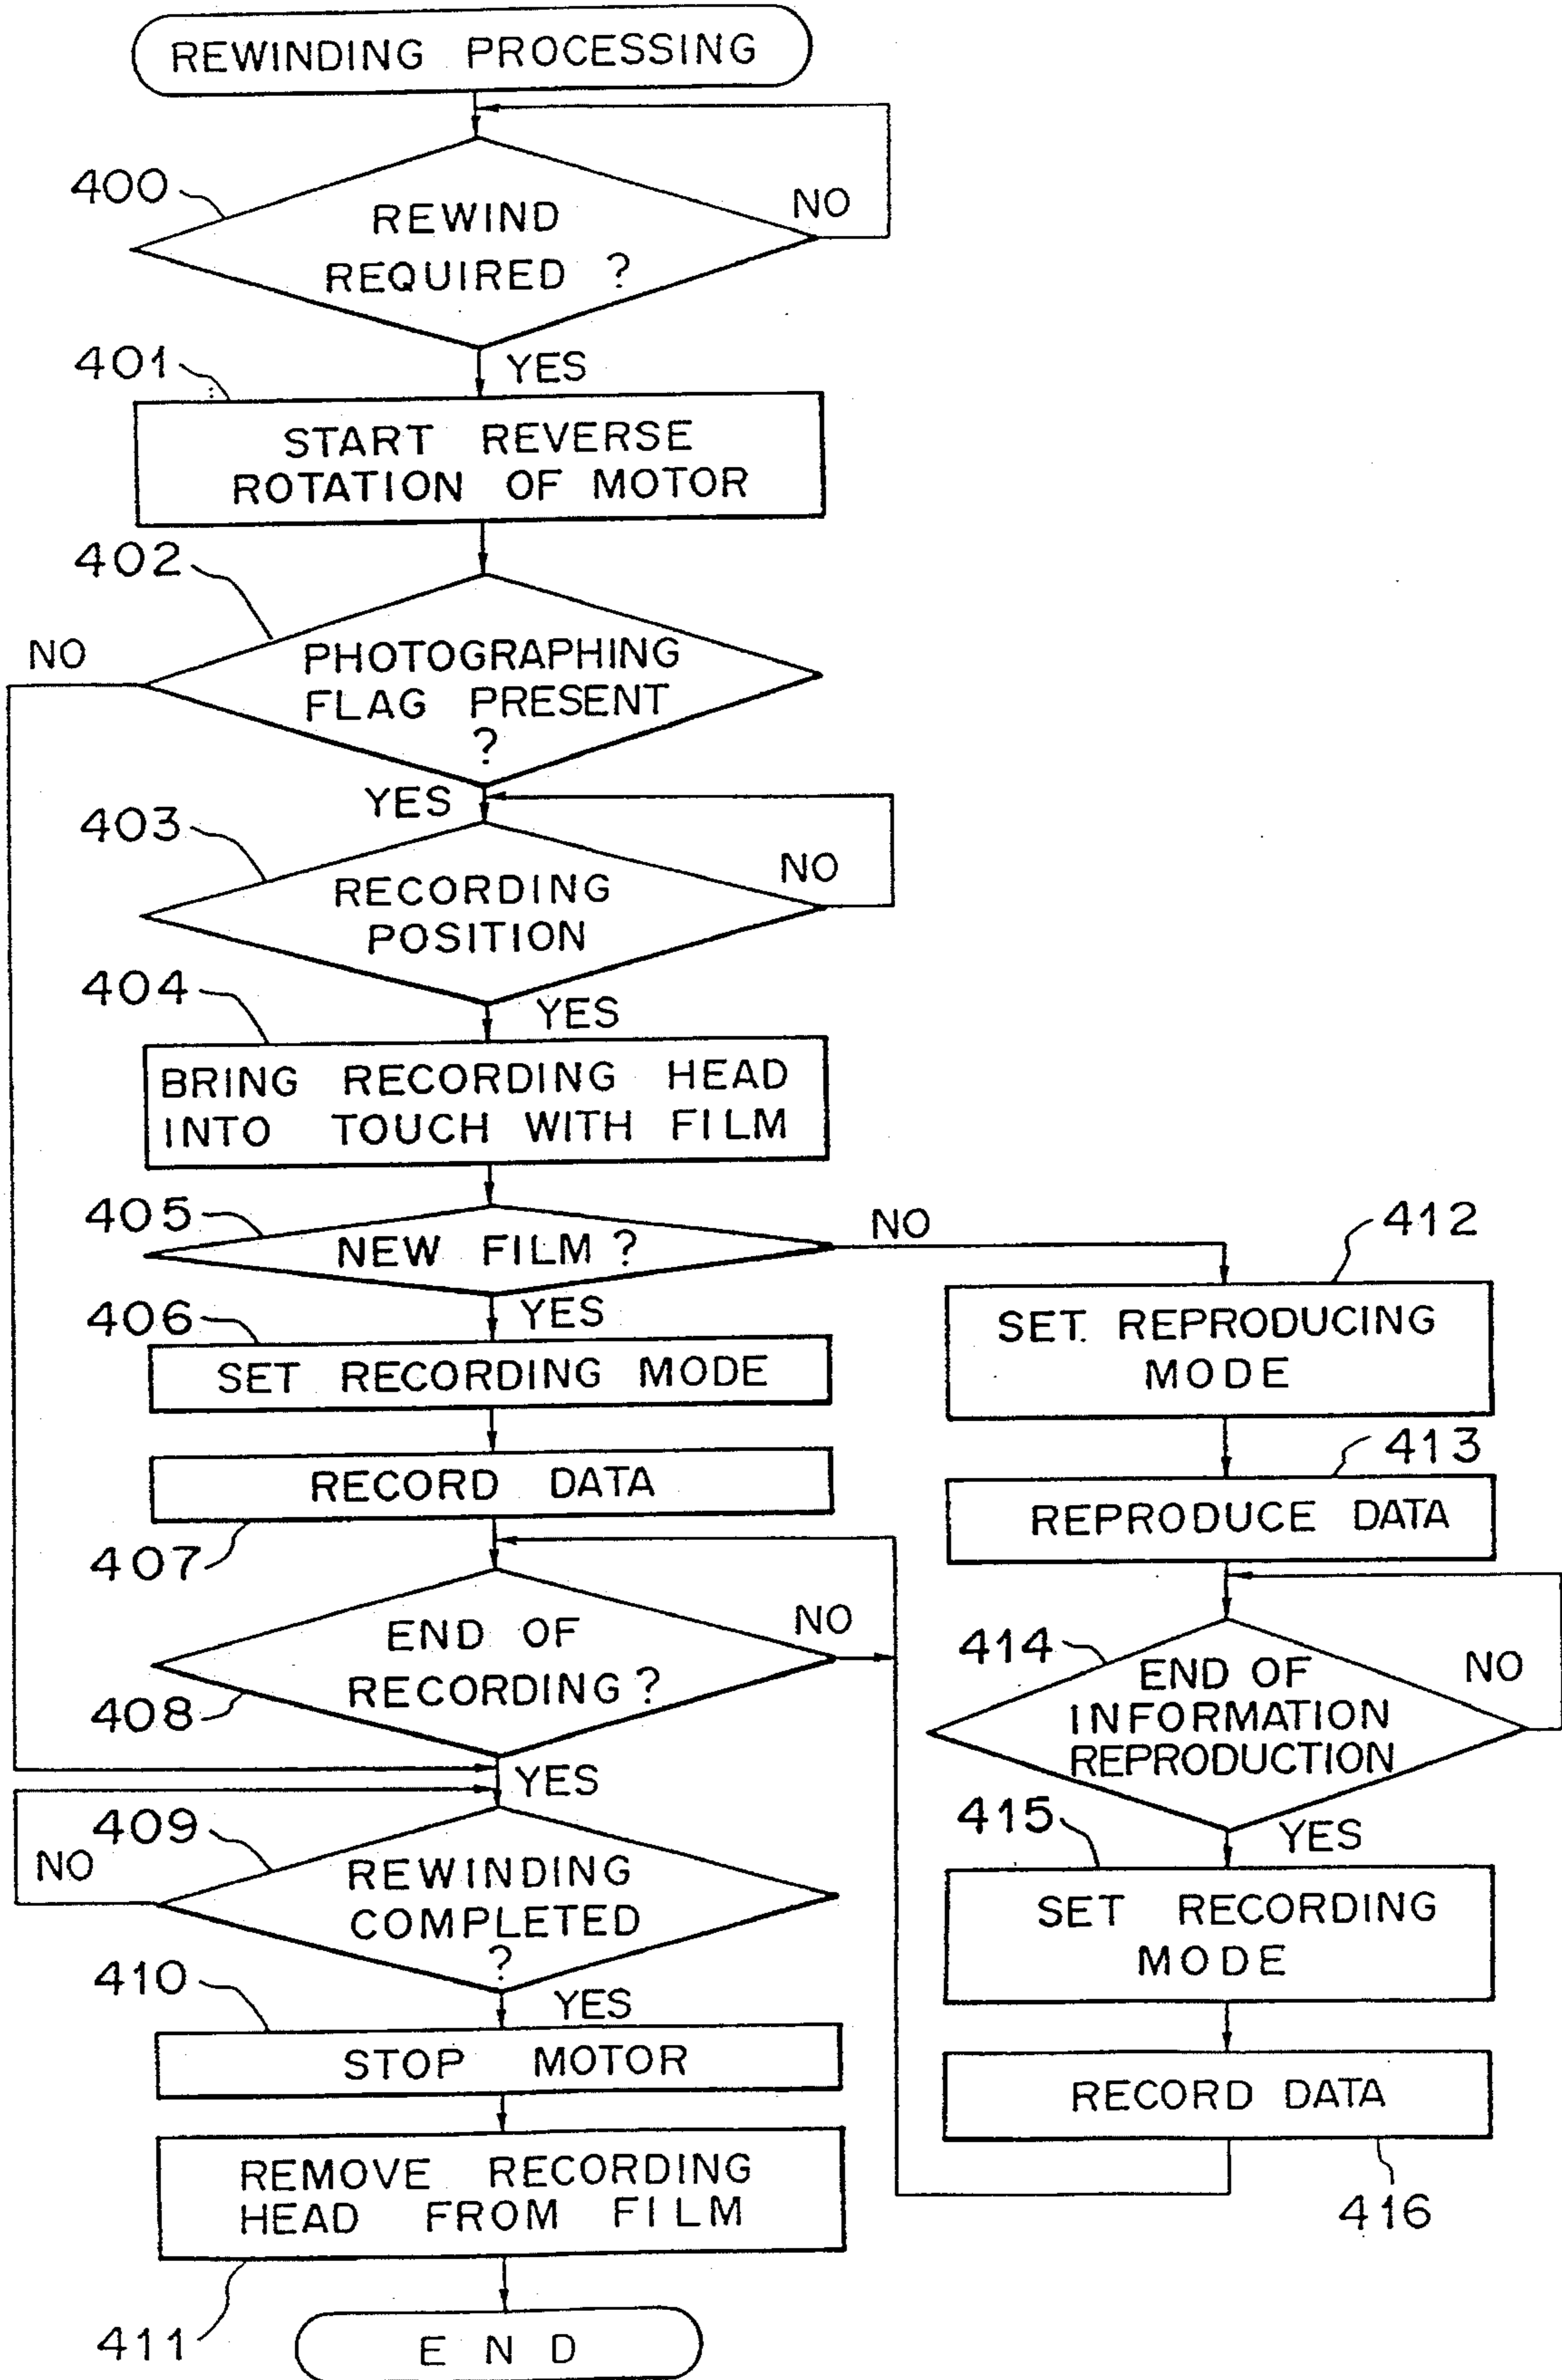 REWINDING PROCESSING
400
REWIND
REQUIRED ?
NO
YES
401
START REVERSE
ROTATION OF MOTOR
402
NO
PHOTOGRAPHING
FLAG PRESENT
?
YES
403
RECORDING
POSITION
NO
YES
404
BRING RECORDING HEAD
INTO TOUCH WITH FILM
405
NEW FILM ?
NO
YES
406
SET RECORDING MODE
RECORD DATA
407
END OF
RECORDING ?
NO
408
YES
409
NO
REWINDING
COMPLETED
?
YES
410
STOP MOTOR
REMOVE RECORDING
HEAD FROM FILM
411
END
412
SET REPRODUCING
MODE
413
REPRODUCE DATA
414
END OF
INFORMATION
REPRODUCTION
NO
YES
415
SET RECORDING
MODE
RECORD DATA
416